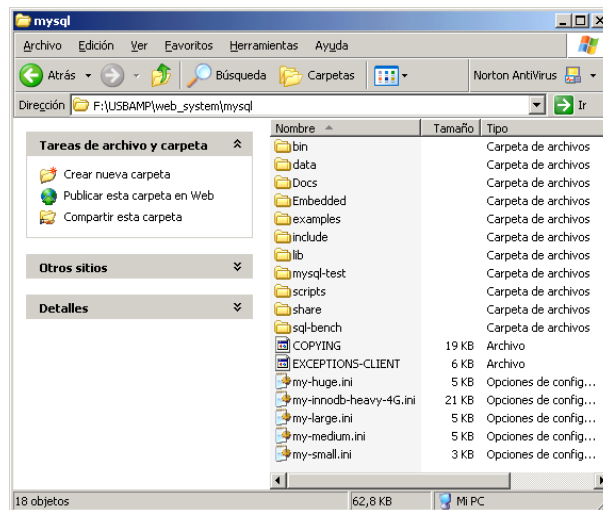 mysql
Archivo Edición Ver Favoritos Herramientas Ayuda
Atrás Búsqueda Carpetas Norton AntiVirus
Dirección F:\USBAMP\web_system\mysql Ir
Tareas de archivo y carpeta
Crear nueva carpeta
Publicar esta carpeta en Web
Compartir esta carpeta
Otros sitios
Detalles
Nombre Tamaño Tipo
bin Carpeta de archivos
data Carpeta de archivos
Docs Carpeta de archivos
Embedded Carpeta de archivos
examples Carpeta de archivos
include Carpeta de archivos
lib Carpeta de archivos
mysql-test Carpeta de archivos
scripts Carpeta de archivos
share Carpeta de archivos
sql-bench Carpeta de archivos
COPYING 19 KB Archivo
EXCEPTIONS-CLIENT 6 KB Archivo
my-huge.ini 5 KB Opciones de config...
my-innodb-heavy-4G.ini 21 KB Opciones de config...
my-large.ini 5 KB Opciones de config...
my-medium.ini 5 KB Opciones de config...
my-small.ini 3 KB Opciones de config...
18 objetos 62,8 KB Mi PC